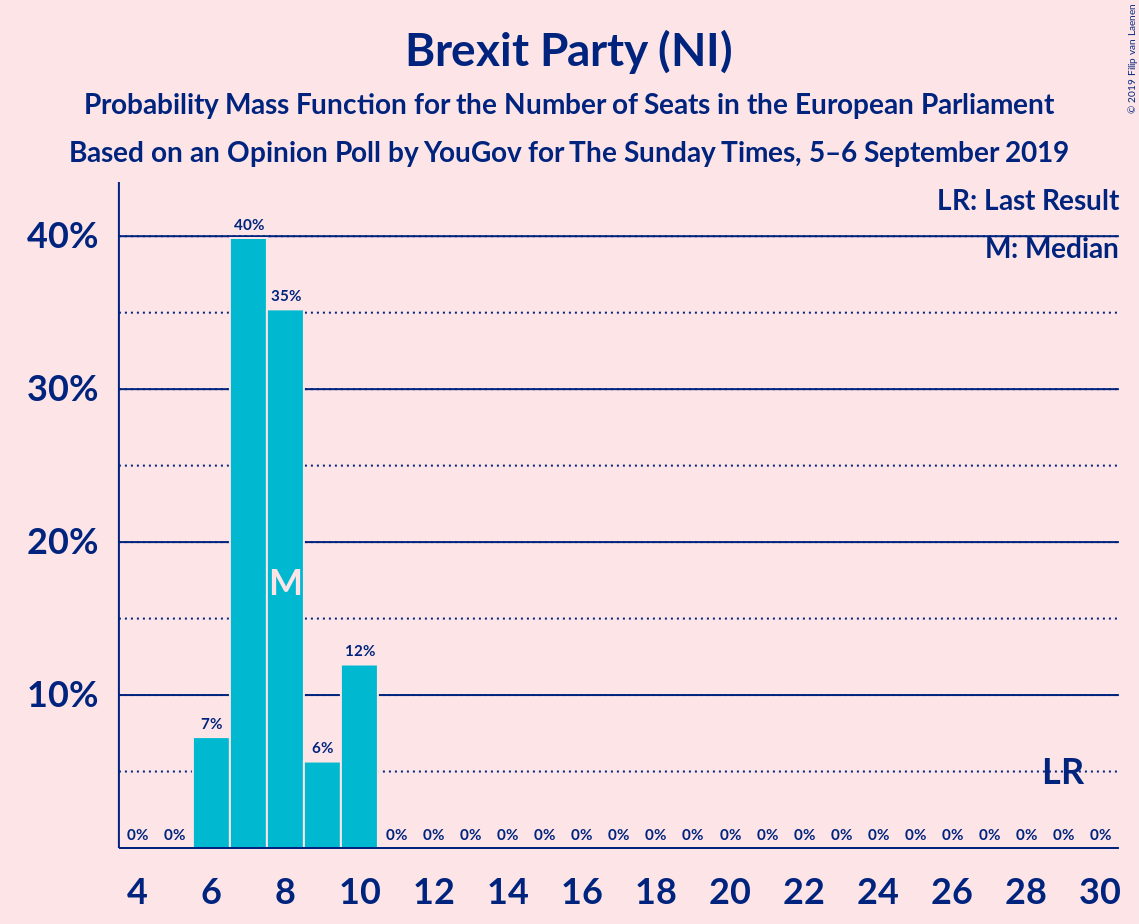 Brexit Party (NI)
Probability Mass Function for the Number of Seats in the European Parliament
Based on an Opinion Poll by YouGov for The Sunday Times, 5–6 September 2019
© 2019 Filip van Laenen
LR: Last Result
M: Median
40%
30%
20%
10%
0% 0% 7% 40% 35% 6% 12% 0% 0% 0% 0% 0% 0% 0% 0% 0% 0% 0% 0% 0% 0% 0% 0% 0% 0% 0% 0%
M
LR
4 6 8 10 12 14 16 18 20 22 24 26 28 30